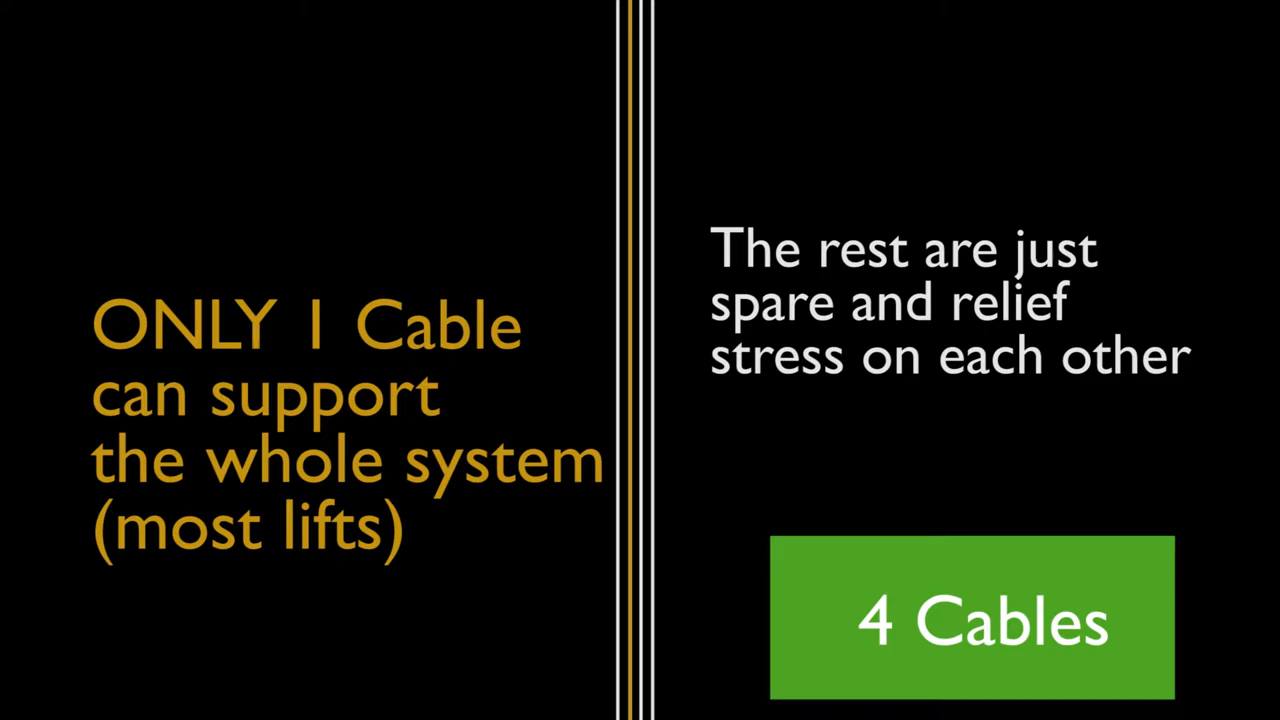 ONLY 1 Cable
can support
the whole system
(most lifts)
The rest are just
spare and relief
stress on each other
4 Cables